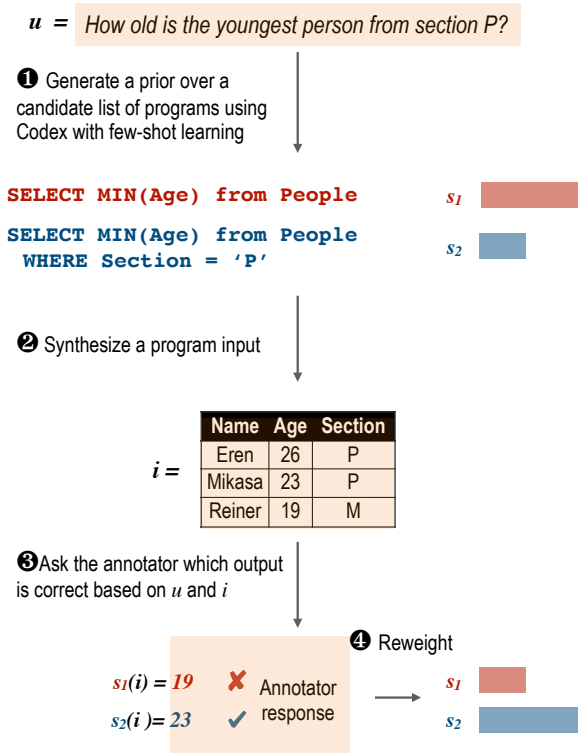 u = How old is the youngest person from section P?
❶ Generate a prior over a
candidate list of programs using
Codex with few-shot learning
SELECT MIN(Age) from People s1
SELECT MIN(Age) from People
WHERE Section = ‘P’ s2
❷ Synthesize a program input
Name Age Section
Eren 26 P
i = Mikasa 23 P
Reiner 19 M
❸Ask the annotator which output
is correct based on u and i
❹ Reweight
s1(i) = 19 ✘ Annotator s1
s2(i )= 23 ✓ response s2